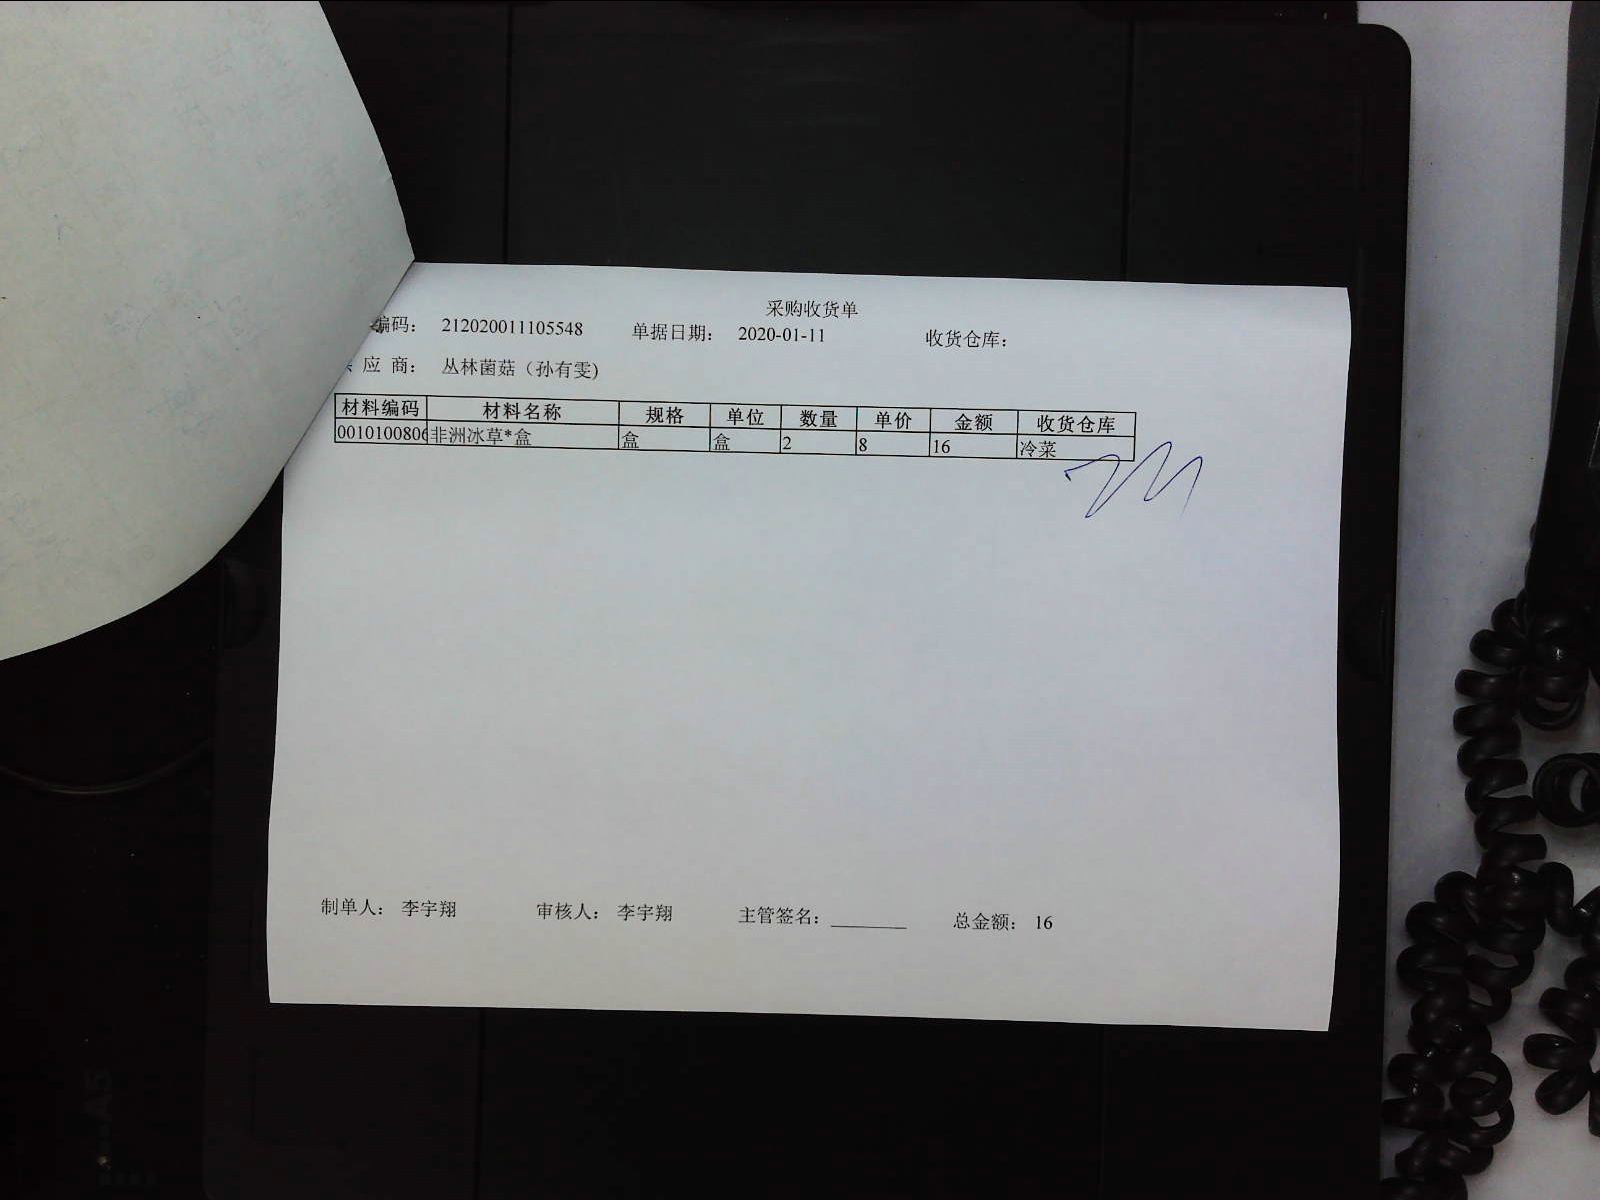 采购收货单
编码： 212020011105548 单据日期： 2020-01-11 收货仓库：
应 商： 丛林菌菇（孙有雯)
材料编码 材料名称 规格 单位 数量 单价 金额 收货仓库
0010100806 非洲冰草*盒 盒 盒 2 8 16 冷菜
制单人： 李宇翔 审核人： 李宇翔 主管签名： 总金额： 16